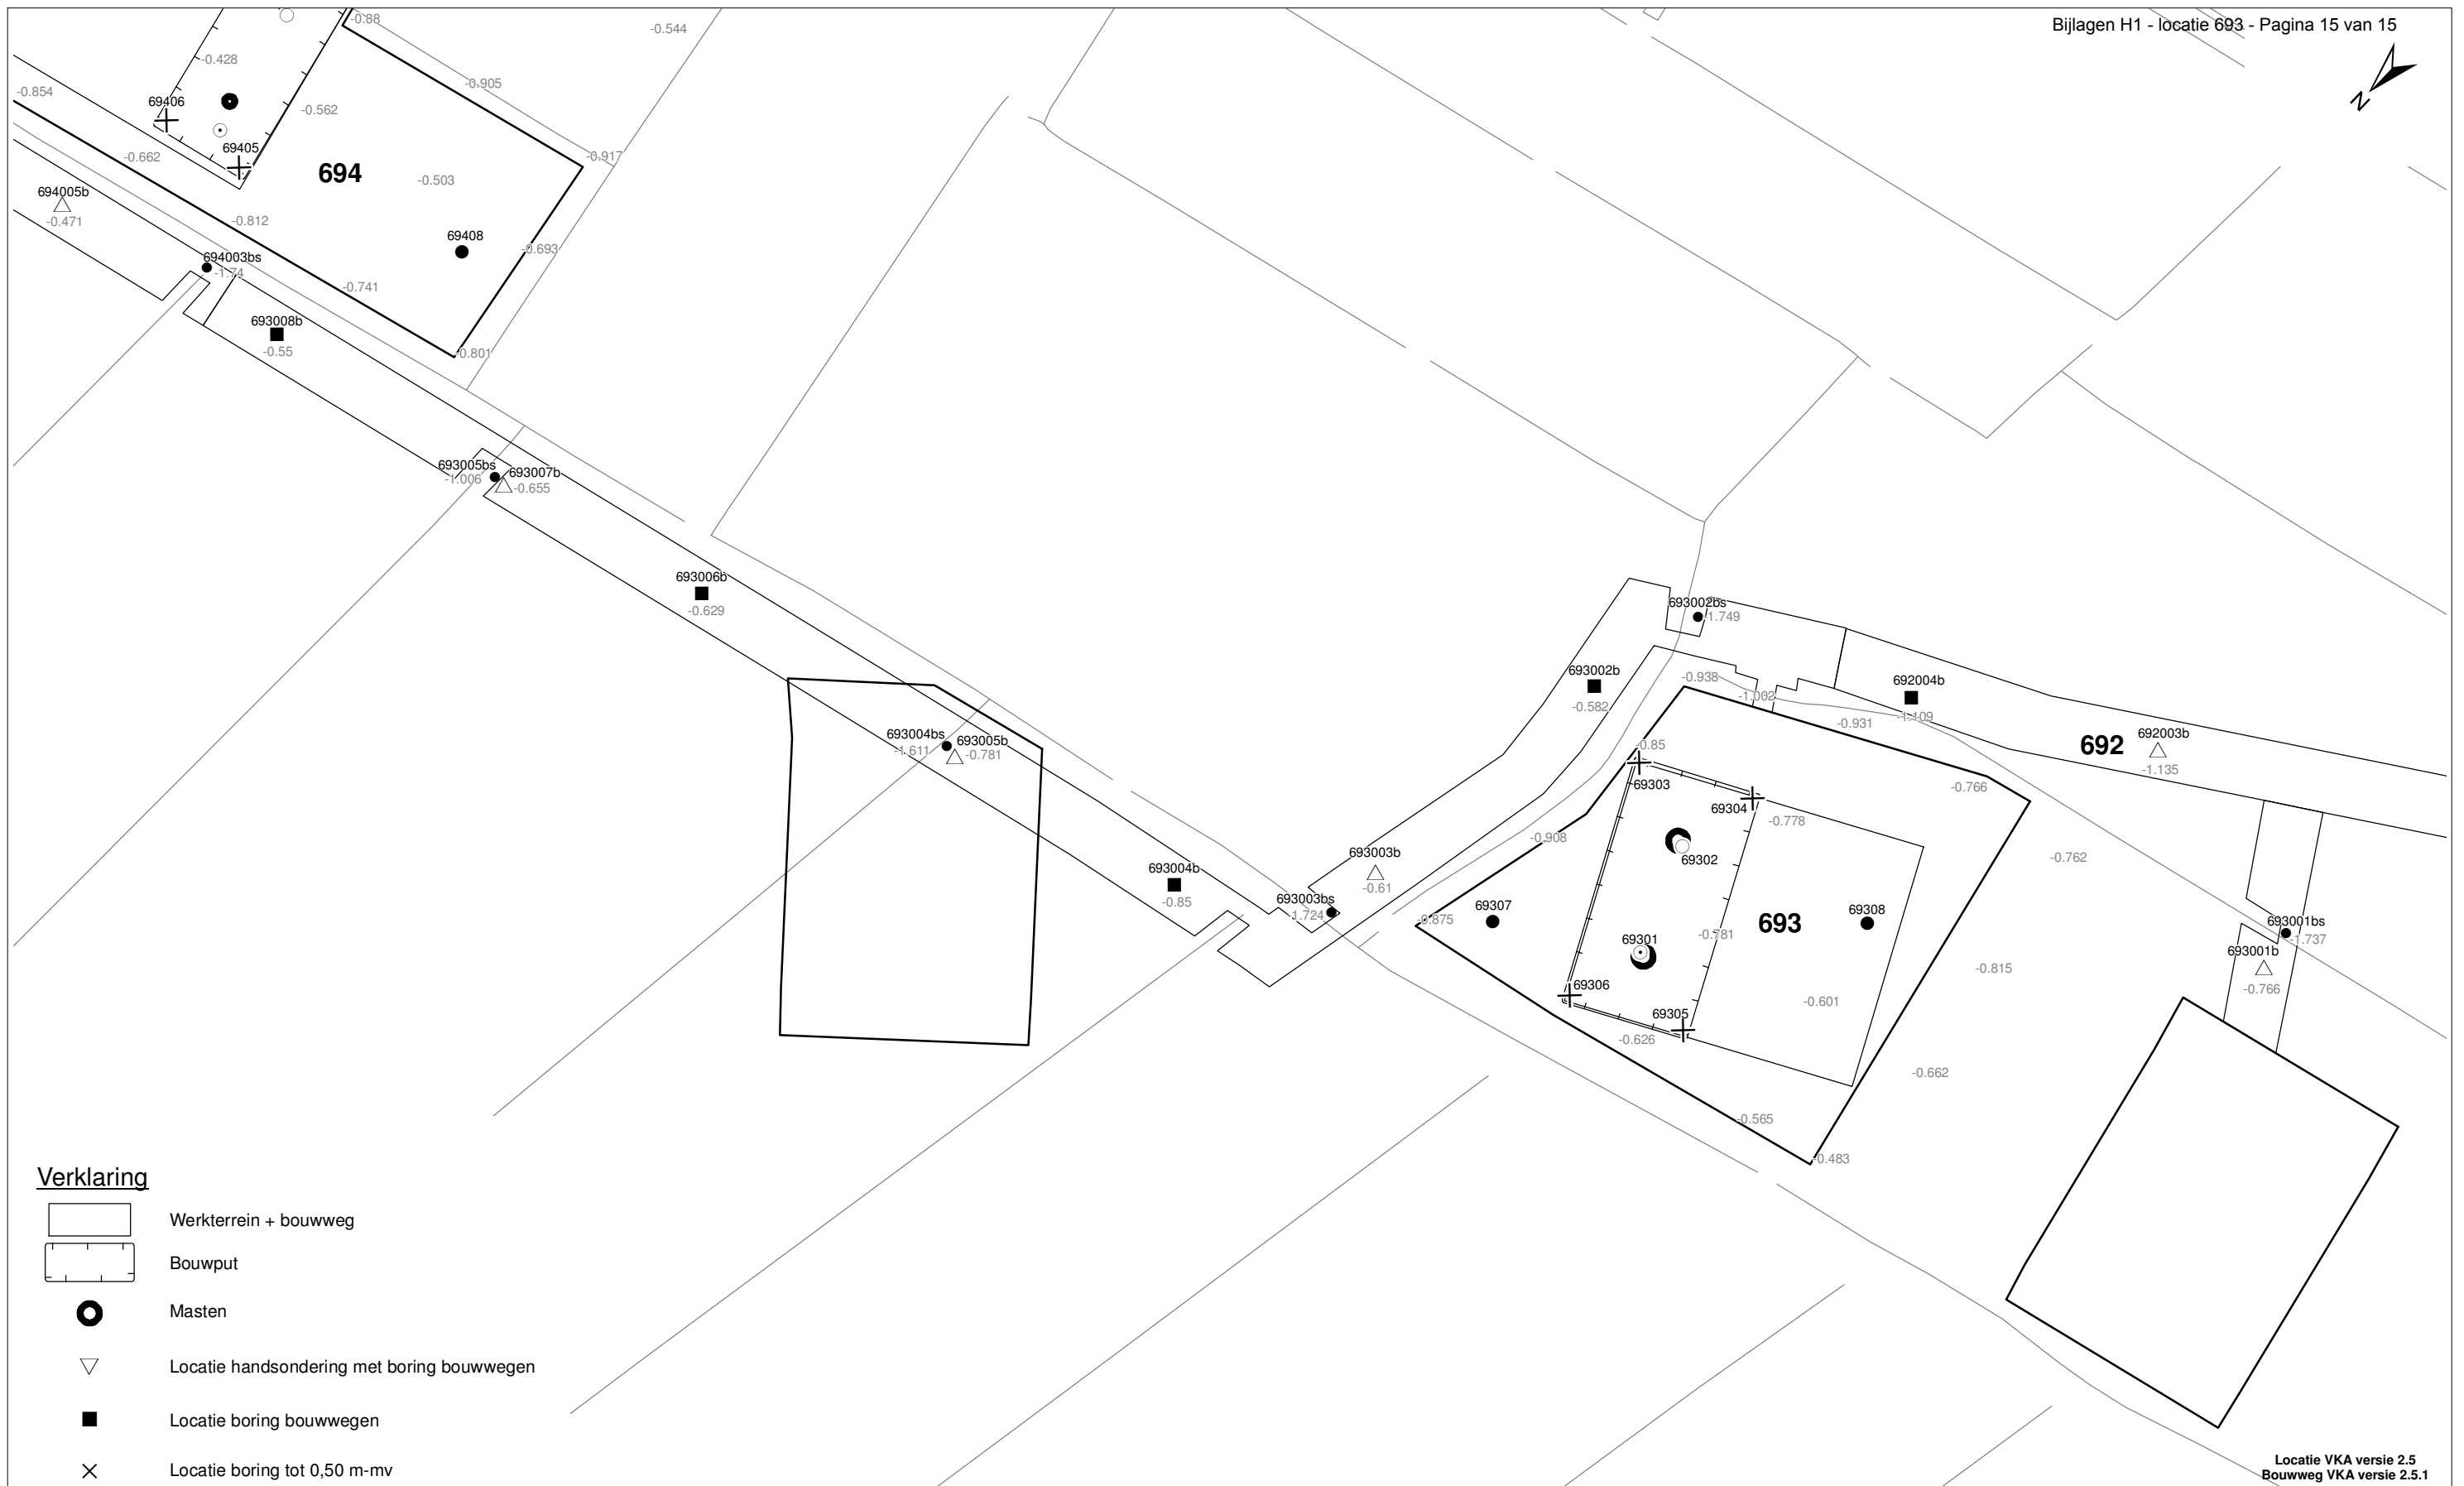 Bijlagen H1 - locatie 693 - Pagina 15 van 15
N
-0.88
-0.544
-0.428
-0.905
-0.854
69406
-0.562
69405
-0.662
-0.917
694
-0.503
694005b
-0.471
-0.812
69408
-0.693
694003bs
-1.74
-0.741
693008b
-0.55
-0.801
693005bs
-1.006
693007b
-0.655
693006b
-0.629
693002bs
-1.749
693002b
-0.582
-0.938
-1.002
692004b
-1.109
-0.931
692
692003b
-1.135
693004bs
-1.611
693005b
-0.781
-0.85
69303
69304
-0.766
-0.778
-0.908
69302
-0.762
693003b
-0.61
693004b
-0.85
693003bs
-1.724
-0.875
69307
693
69308
-0.781
69301
693001bs
-1.737
693001b
-0.766
-0.815
69306
-0.601
69305
-0.626
-0.662
-0.565
-0.483
Verklaring
Werkterrein + bouwweg
Bouwput
Masten
Locatie handsondering met boring bouwwegen
Locatie boring bouwwegen
Locatie boring tot 0,50 m-mv
Locatie VKA versie 2.5
Bouwweg VKA versie 2.5.1